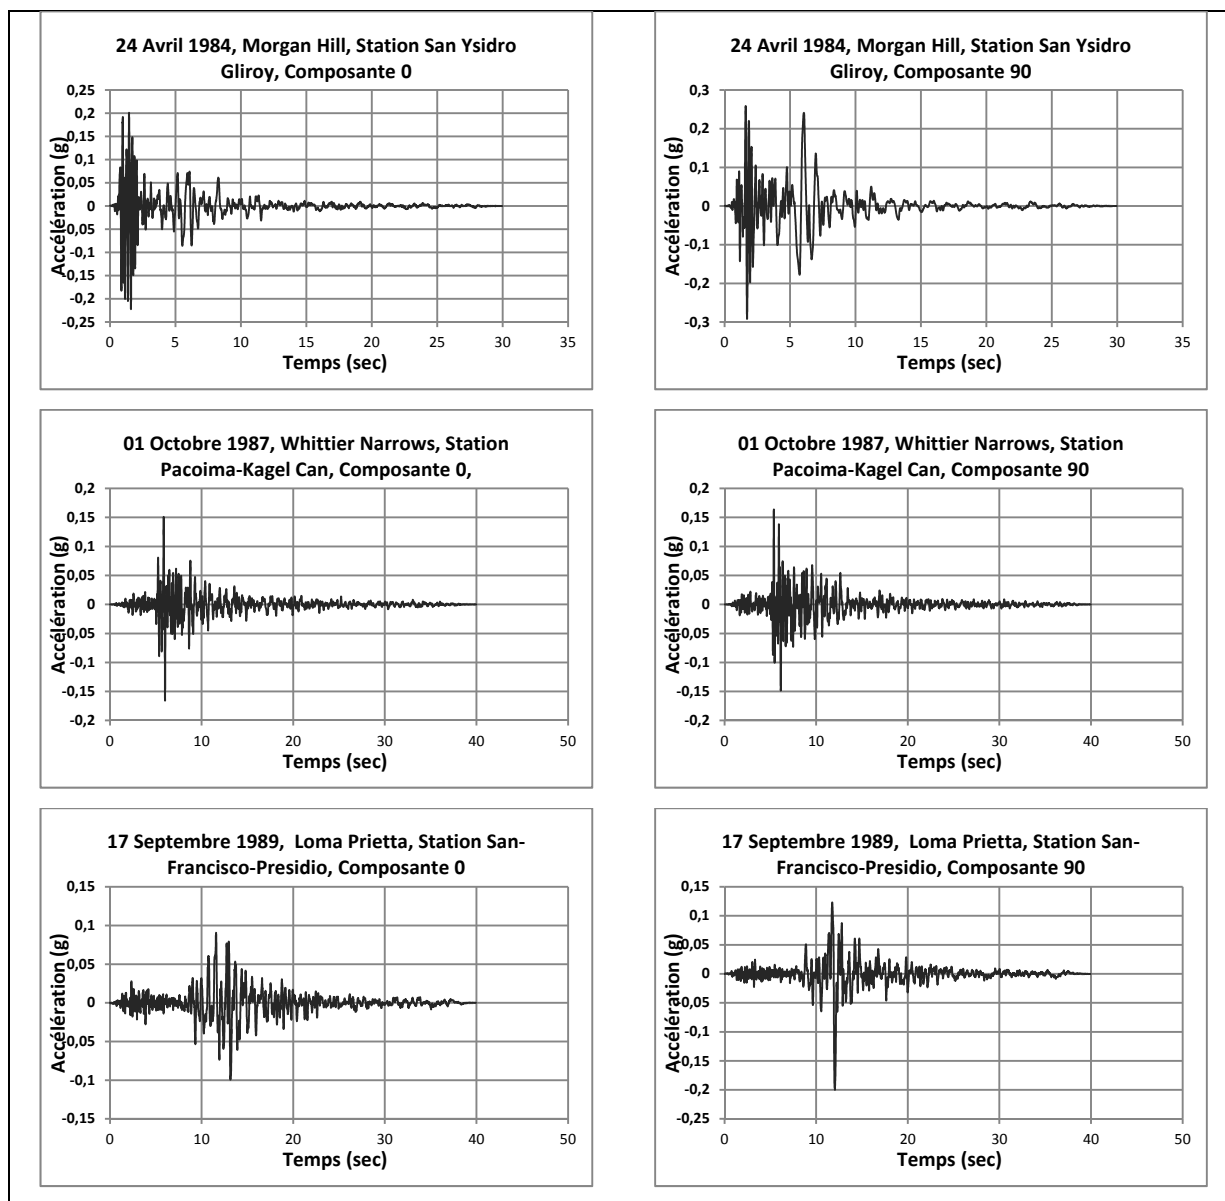 24 Avril 1984, Morgan Hill, Station San Ysidro
Gliroy, Composante 0
0,25
0,2
0,15
0,1
0,05
0
-0,05
-0,1
-0,15
-0,2
-0,25
Accélération (g)
0 5 10 15 20 25 30 35
Temps (sec)
24 Avril 1984, Morgan Hill, Station San Ysidro
Gliroy, Composante 90
0,3
0,2
0,1
0
-0,1
-0,2
-0,3
Accélération (g)
0 5 10 15 20 25 30 35
Temps (sec)
01 Octobre 1987, Whittier Narrows, Station
Pacoima-Kagel Can, Composante 0,
0,2
0,15
0,1
0,05
0
-0,05
-0,1
-0,15
-0,2
Accélération (g)
0 10 20 30 40 50
Temps (sec)
01 Octobre 1987, Whittier Narrows, Station
Pacoima-Kagel Can, Composante 90
0,2
0,15
0,1
0,05
0
-0,05
-0,1
-0,15
-0,2
Accélération (g)
0 10 20 30 40 50
Temps (sec)
17 Septembre 1989, Loma Prietta, Station San-
Francisco-Presidio, Composante 0
0,15
0,1
0,05
0
-0,05
-0,1
-0,15
Accélération (g)
0 10 20 30 40 50
Temps (sec)
17 Septembre 1989, Loma Prietta, Station San-
Francisco-Presidio, Composante 90
0,15
0,1
0,05
0
-0,05
-0,1
-0,15
-0,2
-0,25
Accélération (g)
0 10 20 30 40 50
Temps (sec)